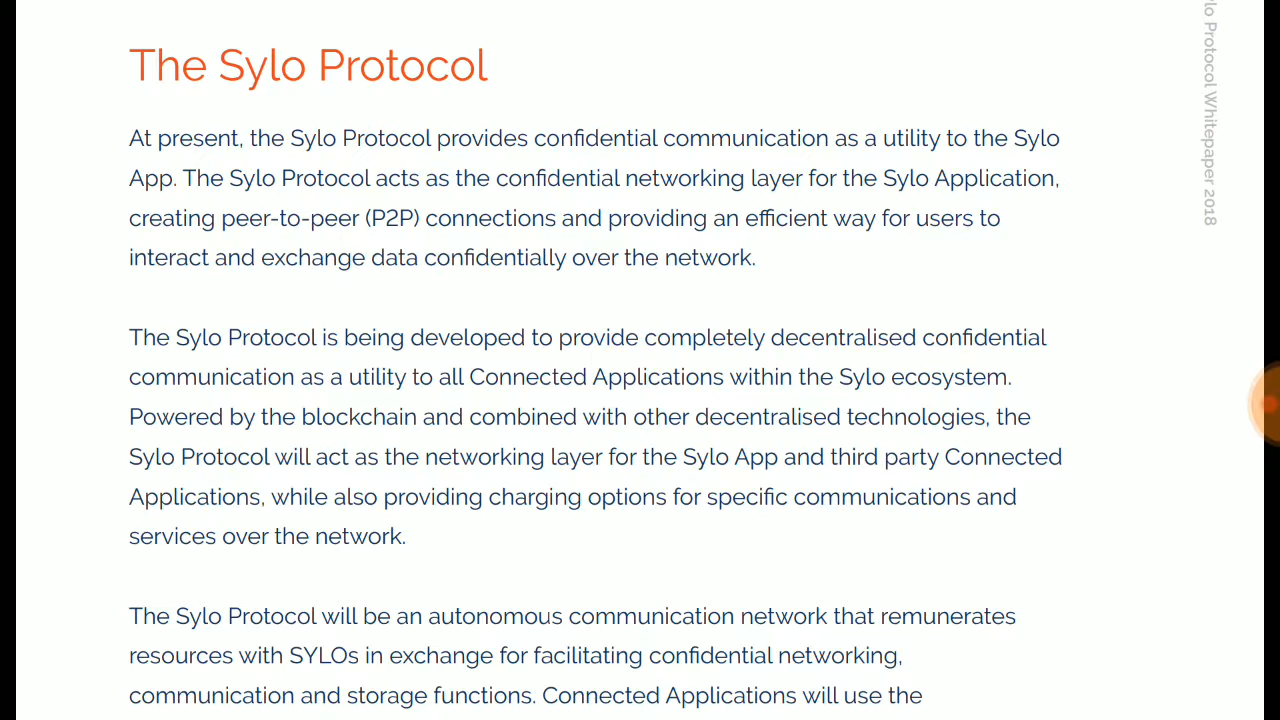 The Sylo Protocol
At present, the Sylo Protocol provides confidential communication as a utility to the Sylo
App. The Sylo Protocol acts as the confidential networking layer for the Sylo Application,
creating peer-to-peer (P2P) connections and providing an efficient way for users to
interact and exchange data confidentially over the network.
The Sylo Protocol is being developed to provide completely decentralised confidential
communication as a utility to all Connected Applications within the Sylo ecosystem.
Powered by the blockchain and combined with other decentralised technologies, the
Sylo Protocol will act as the networking layer for the Sylo App and third party Connected
Applications, while also providing charging options for specific communications and
services over the network.
The Sylo Protocol will be an autonomous communication network that remunerates
resources with SYLOs in exchange for facilitating confidential networking,
communication and storage functions. Connected Applications will use the
lo Protocol Whitepaper 2018